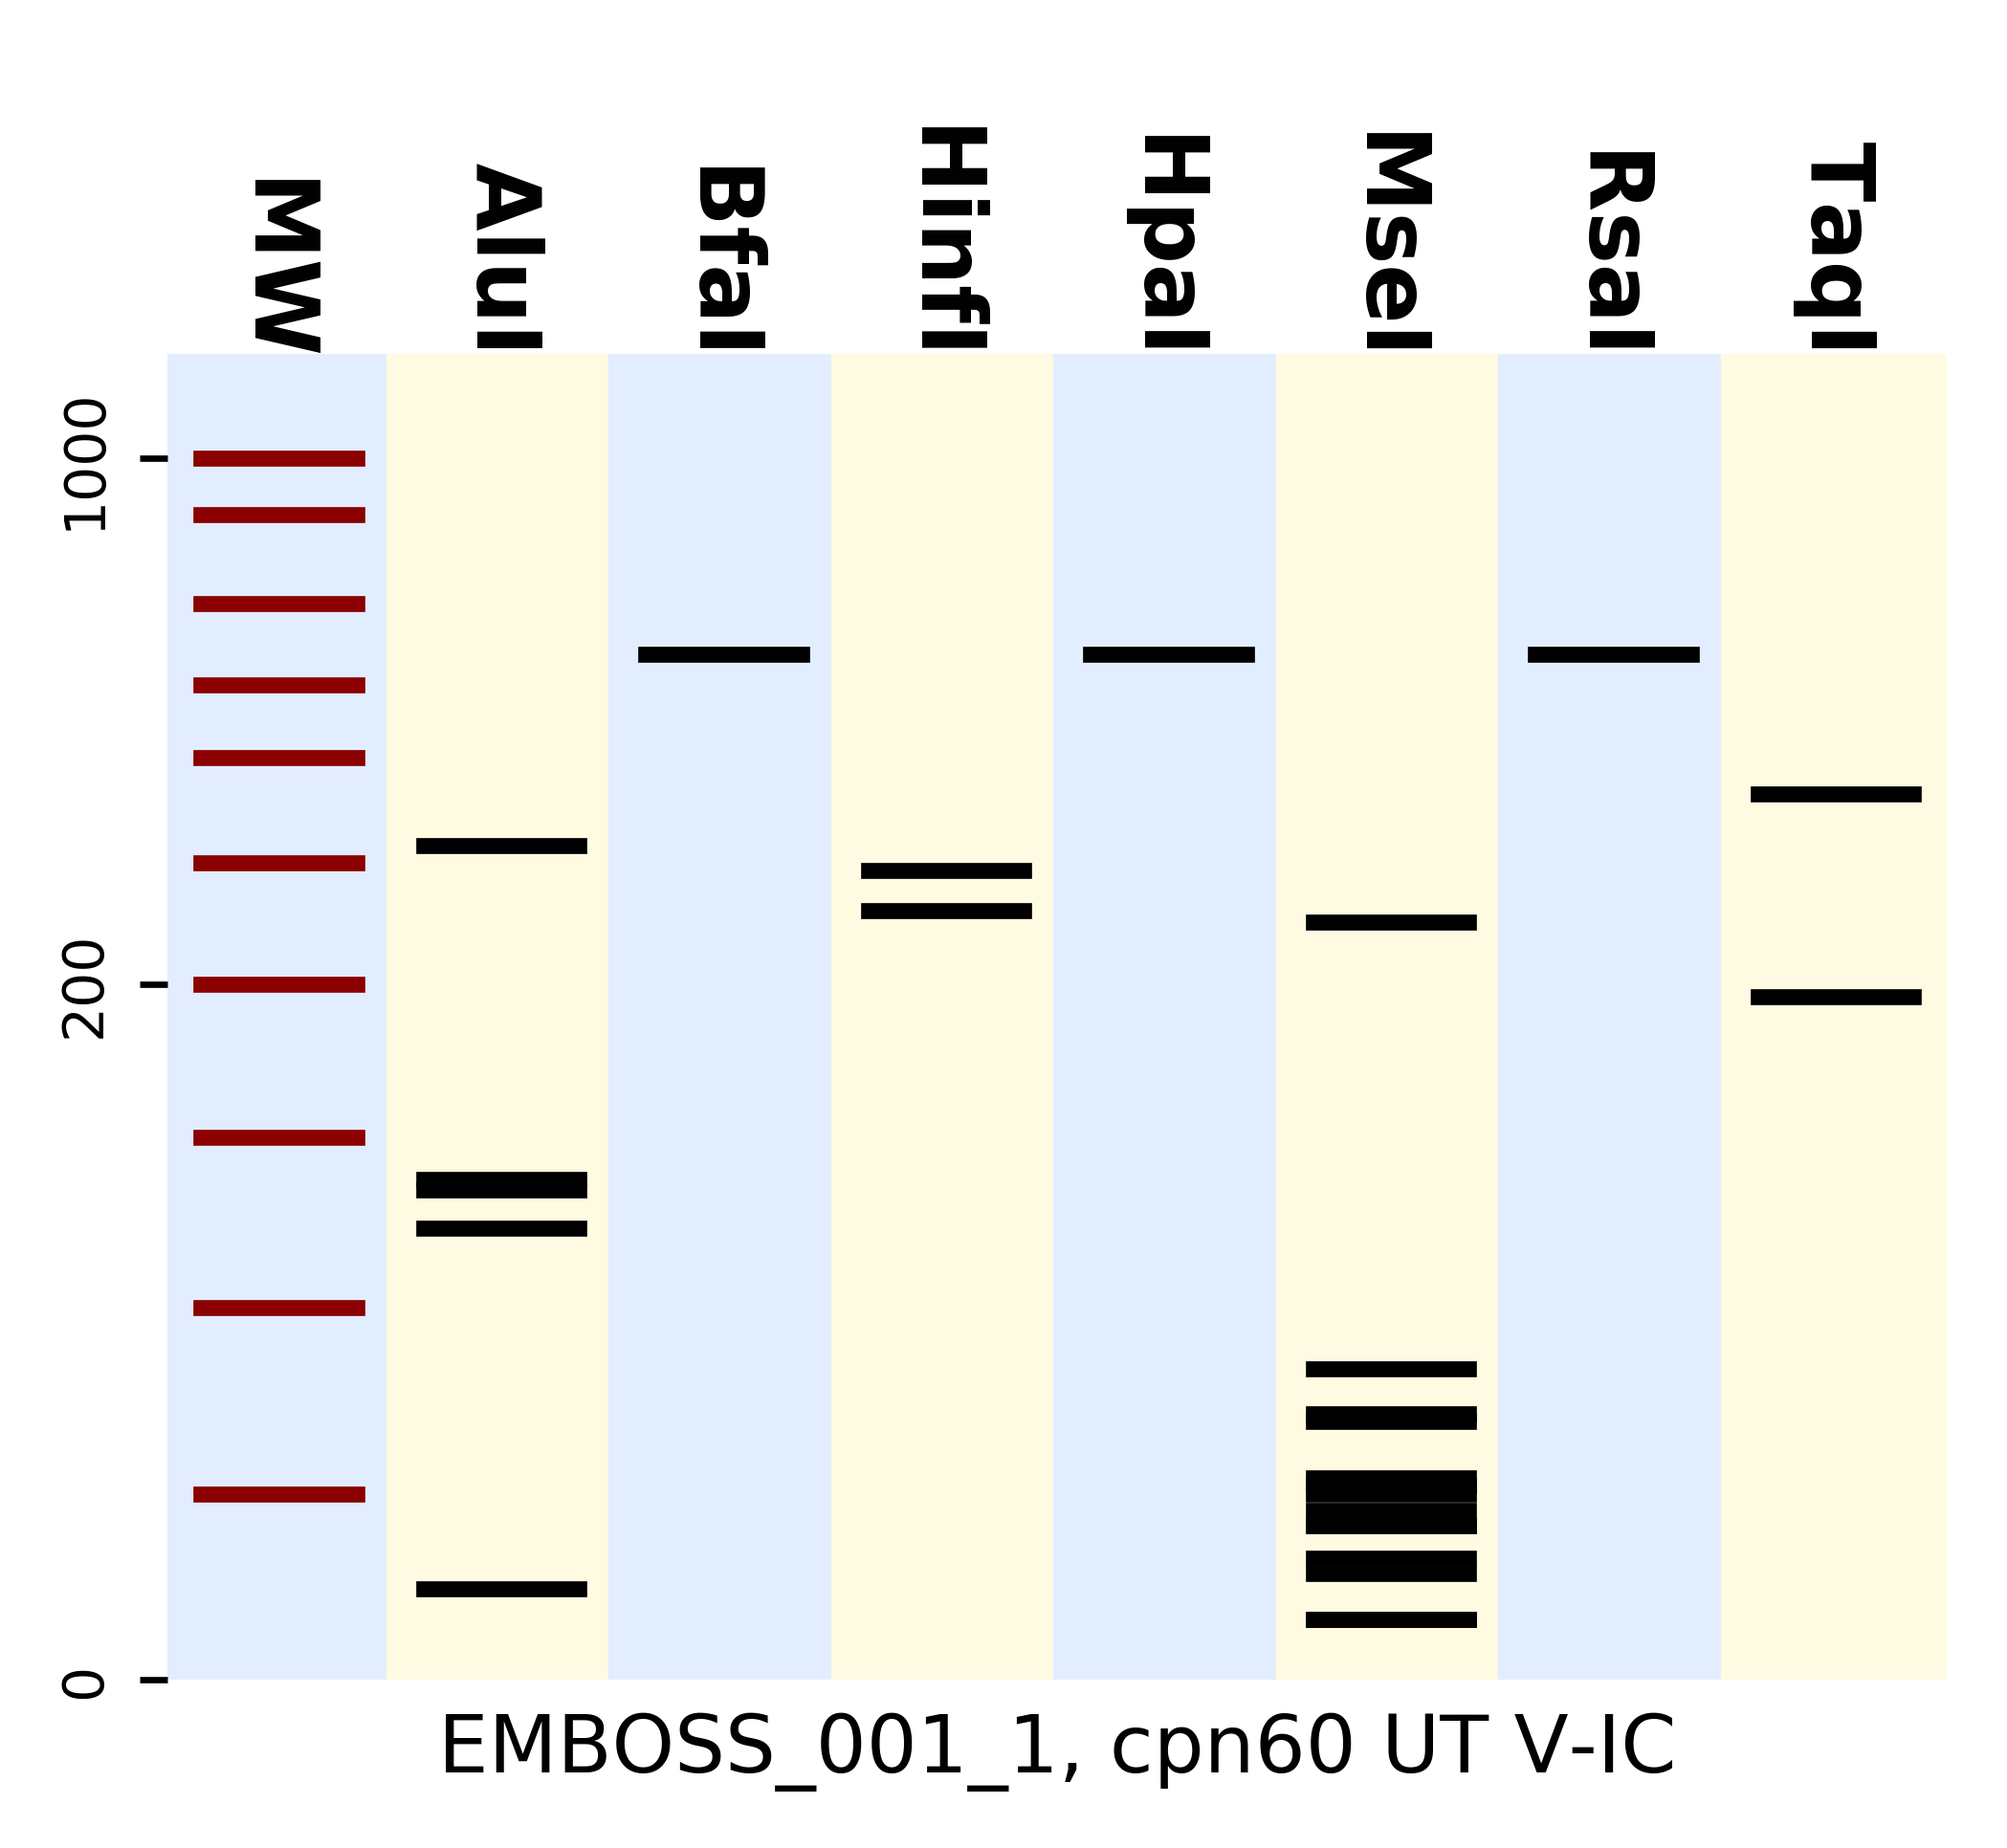 MW
AluI
BfaI
HinfI
HpaI
MseI
RsaI
TaqI
1000
200
0
EMBOSS_001_1, cpn60 UT V-IC